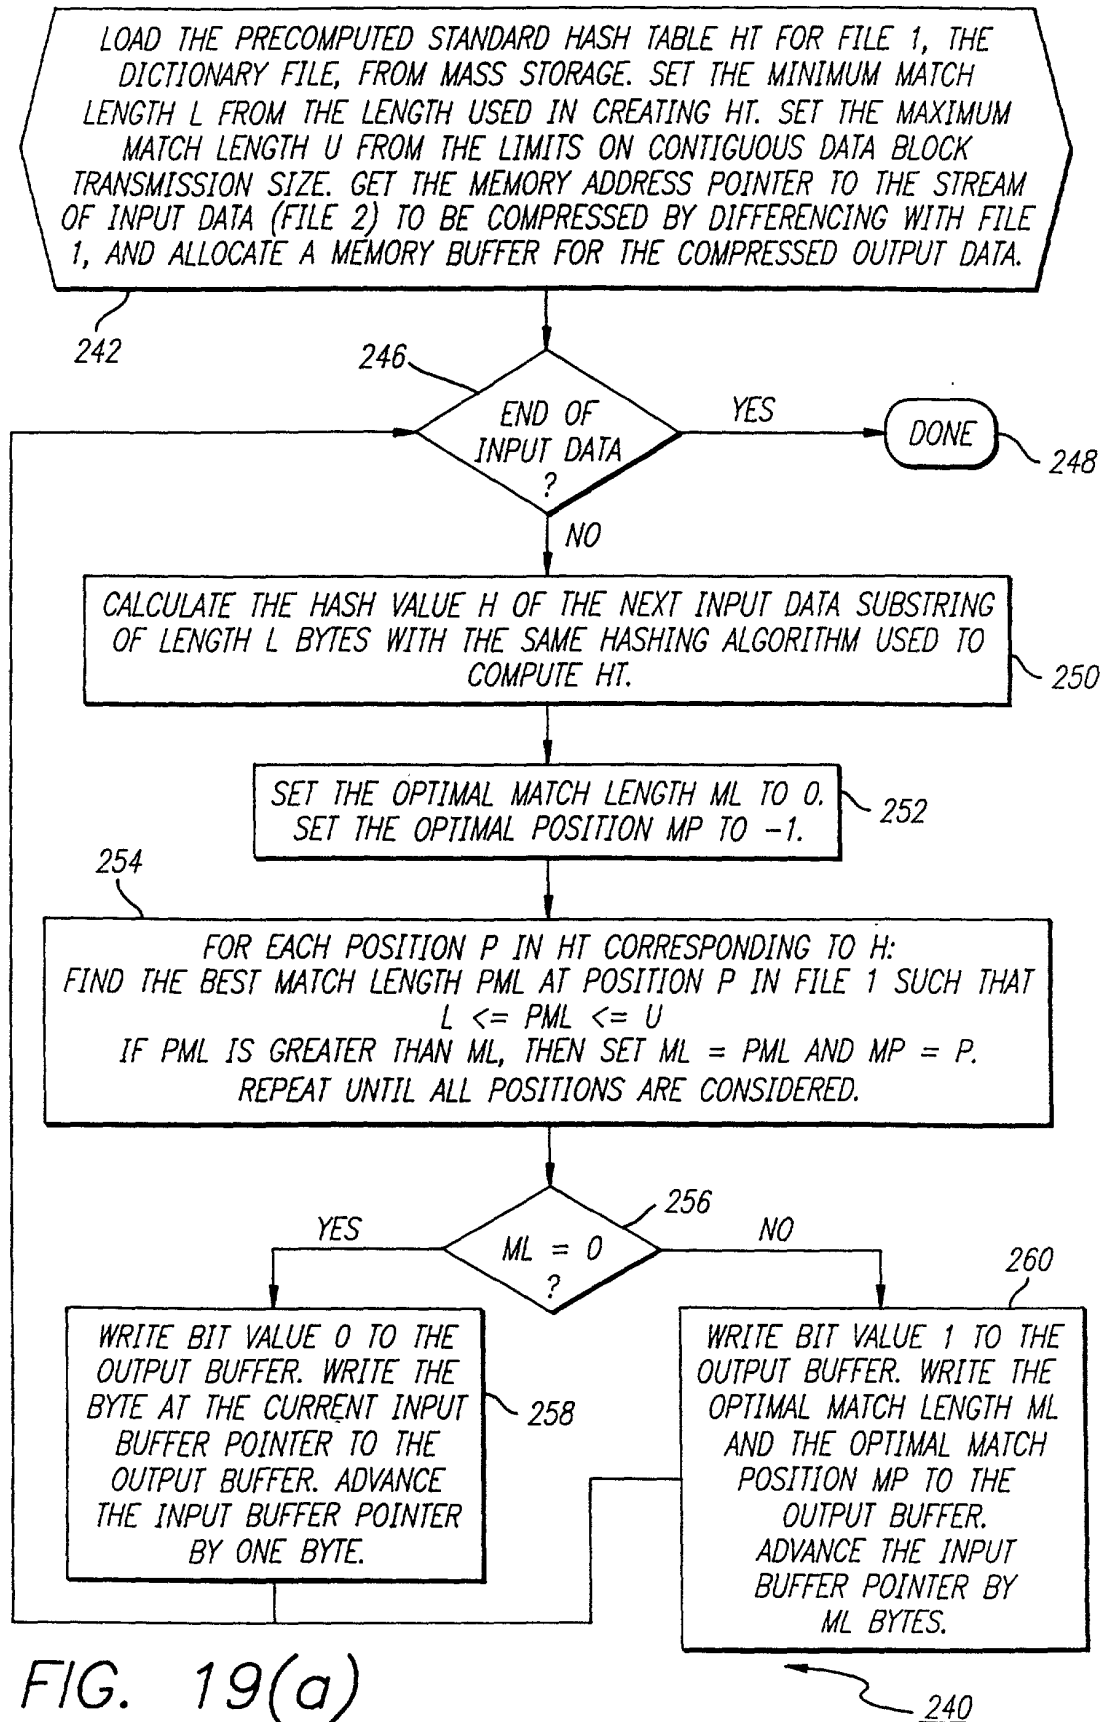 LOAD THE PRECOMPUTED STANDARD HASH TABLE HT FOR FILE 1, THE
DICTIONARY FILE, FROM MASS STORAGE. SET THE MINIMUM MATCH
LENGTH L FROM THE LENGTH USED IN CREATING HT. SET THE MAXIMUM
MATCH LENGTH U FROM THE LIMITS ON CONTIGUOUS DATA BLOCK
TRANSMISSION SIZE. GET THE MEMORY ADDRESS POINTER TO THE STREAM
OF INPUT DATA (FILE 2) TO BE COMPRESSED BY DIFFERENCING WITH FILE
1, AND ALLOCATE A MEMORY BUFFER FOR THE COMPRESSED OUTPUT DATA.
242
246
END OF
INPUT DATA
?
YES
DONE
248
NO
CALCULATE THE HASH VALUE H OF THE NEXT INPUT DATA SUBSTRING
OF LENGTH L BYTES WITH THE SAME HASHING ALGORITHM USED TO
COMPUTE HT.
250
SET THE OPTIMAL MATCH LENGTH ML TO 0.
SET THE OPTIMAL POSITION MP TO -1.
252
254
FOR EACH POSITION P IN HT CORRESPONDING TO H:
FIND THE BEST MATCH LENGTH PML AT POSITION P IN FILE 1 SUCH THAT
L <= PML <= U
IF PML IS GREATER THAN ML, THEN SET ML = PML AND MP = P.
REPEAT UNTIL ALL POSITIONS ARE CONSIDERED.
256
YES
ML = 0
?
NO
WRITE BIT VALUE 0 TO THE
OUTPUT BUFFER. WRITE THE
BYTE AT THE CURRENT INPUT
BUFFER POINTER TO THE
OUTPUT BUFFER. ADVANCE
THE INPUT BUFFER POINTER
BY ONE BYTE.
258
260
WRITE BIT VALUE 1 TO THE
OUTPUT BUFFER. WRITE THE
OPTIMAL MATCH LENGTH ML
AND THE OPTIMAL MATCH
POSITION MP TO THE
OUTPUT BUFFER.
ADVANCE THE INPUT
BUFFER POINTER BY
ML BYTES.
FIG. 19(a)
240